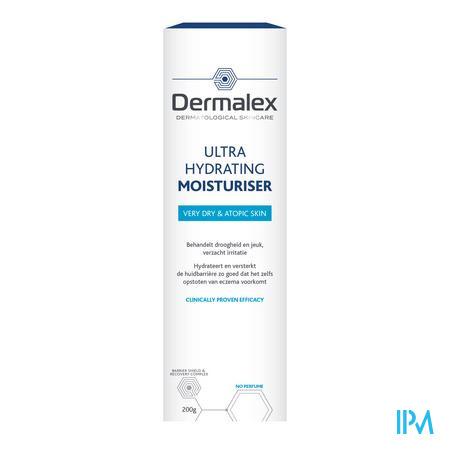 Dermalex
DERMATOLOGICAL SKINCARE
ULTRA
HYDRATING
MOISTURISER
VERY DRY & ATOPIC SKIN
Behandelt droogheid en jeuk,
verzacht irritatie
Hydrateert en versterkt
de huidbarrière zo goed dat het zelfs
opstoten van eczema voorkomt
CLINICALLY PROVEN EFFICACY
BARRIER SHIELD &
RECOVERY COMPLEX
NO PERFUME
200g
IPM